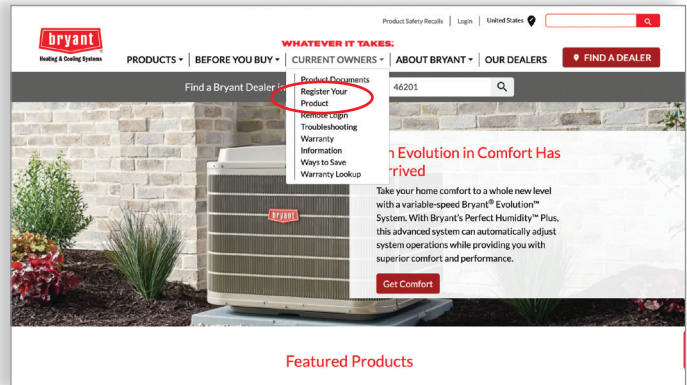 Product Safety Recalls | Login | United States
bryant
Heating & Cooling Systems
WHATEVER IT TAKES.
PRODUCTS | BEFORE YOU BUY | CURRENT OWNERS | ABOUT BRYANT | OUR DEALERS
FIND A DEALER
Find a Bryant Dealer
46201
Product Documents
Register Your
Product
Remote Login
Troubleshooting
Warranty
Information
Ways to Save
Warranty Lookup
bryant
Evolution in Comfort Has
Take your home comfort to a whole new level
with a variable-speed Bryant® Evolution™
System. With Bryant's Perfect Humidity™ Plus,
this advanced system can automatically adjust
system operations while providing you with
superior comfort and performance.
Get Comfort
Featured Products